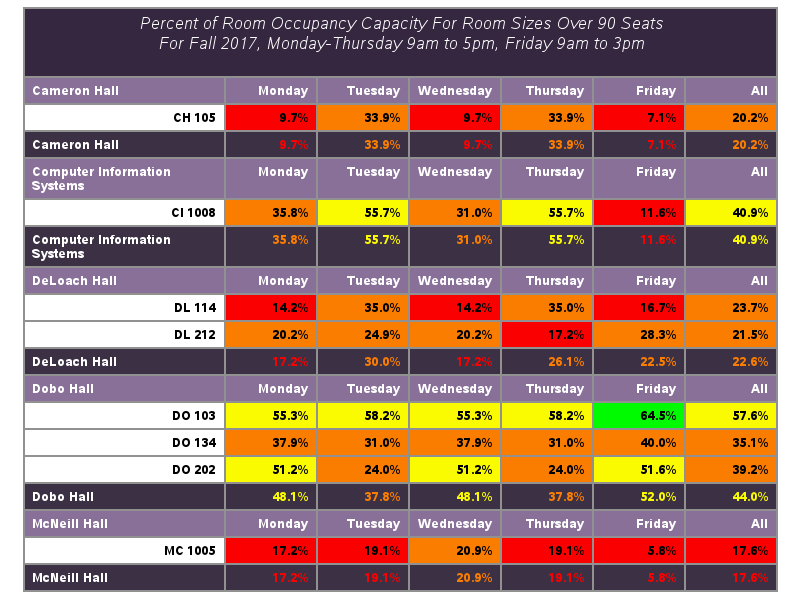 Percent of Room Occupancy Capacity For Room Sizes Over 90 Seats
For Fall 2017, Monday-Thursday 9am to 5pm, Friday 9am to 3pm
Cameron Hall Monday Tuesday Wednesday Thursday Friday All
CH 105 9.7% 33.9% 9.7% 33.9% 7.1% 20.2%
Cameron Hall 9.7% 33.9% 9.7% 33.9% 7.1% 20.2%
Computer Information Monday Tuesday Wednesday Thursday Friday All
Systems
CI 1008 35.8% 55.7% 31.0% 55.7% 11.6% 40.9%
Computer Information 35.8% 55.7% 31.0% 55.7% 11.6% 40.9%
Systems
DeLoach Hall Monday Tuesday Wednesday Thursday Friday All
DL 114 14.2% 35.0% 14.2% 35.0% 16.7% 23.7%
DL 212 20.2% 24.9% 20.2% 17.2% 28.3% 21.5%
DeLoach Hall 17.2% 30.0% 17.2% 26.1% 22.5% 22.6%
Dobo Hall Monday Tuesday Wednesday Thursday Friday All
DO 103 55.3% 58.2% 55.3% 58.2% 64.5% 57.6%
DO 134 37.9% 31.0% 37.9% 31.0% 40.0% 35.1%
DO 202 51.2% 24.0% 51.2% 24.0% 51.6% 39.2%
Dobo Hall 48.1% 37.8% 48.1% 37.8% 52.0% 44.0%
McNeill Hall Monday Tuesday Wednesday Thursday Friday All
MC 1005 17.2% 19.1% 20.9% 19.1% 5.8% 17.6%
McNeill Hall 17.2% 19.1% 20.9% 19.1% 5.8% 17.6%